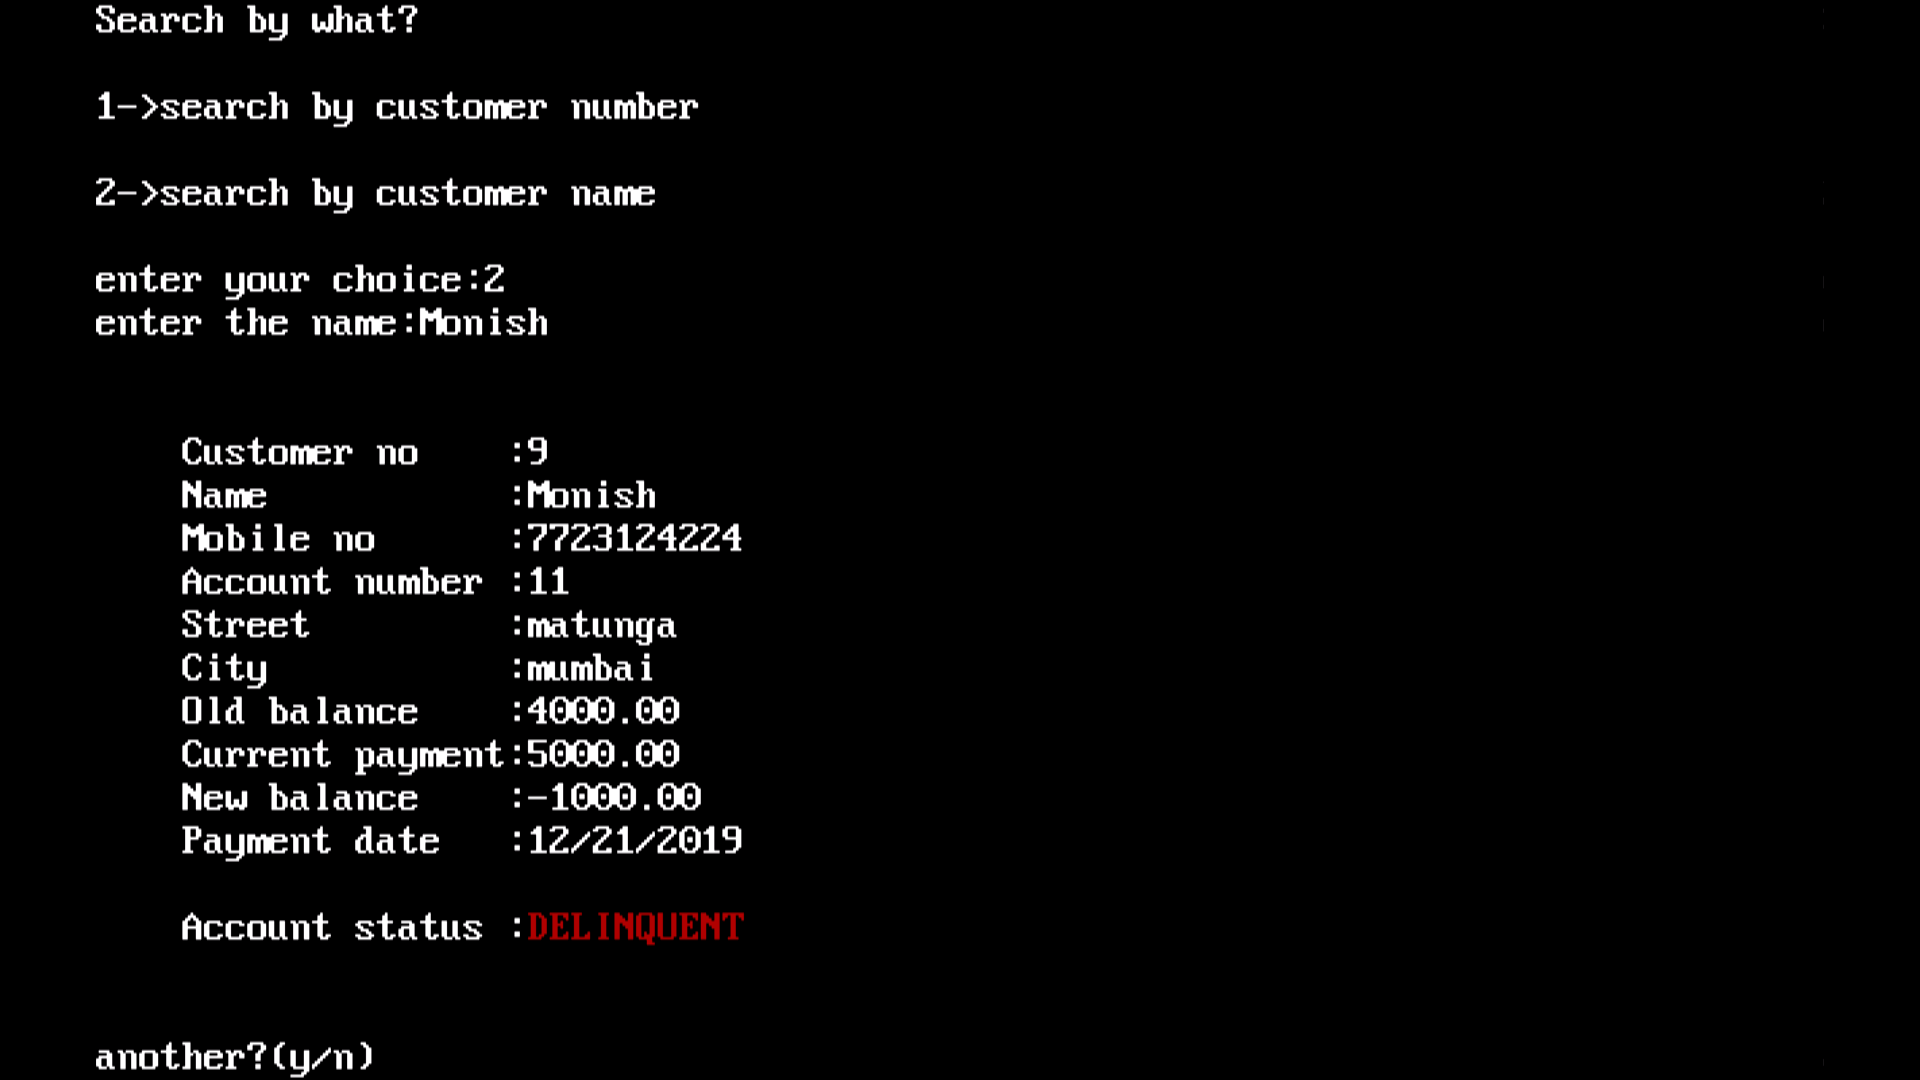 Search by what?
1->search by customer number
2->search by customer name
enter your choice:2
enter the name:Monish
Customer no    :9
Name           :Monish
Mobile no      :7723124224
Account number :11
Street         :matunga
City           :mumbai
Old balance    :4000.00
Current payment:5000.00
New balance    :-1000.00
Payment date   :12/21/2019
Account status :DELINQUENT
another?(y/n)